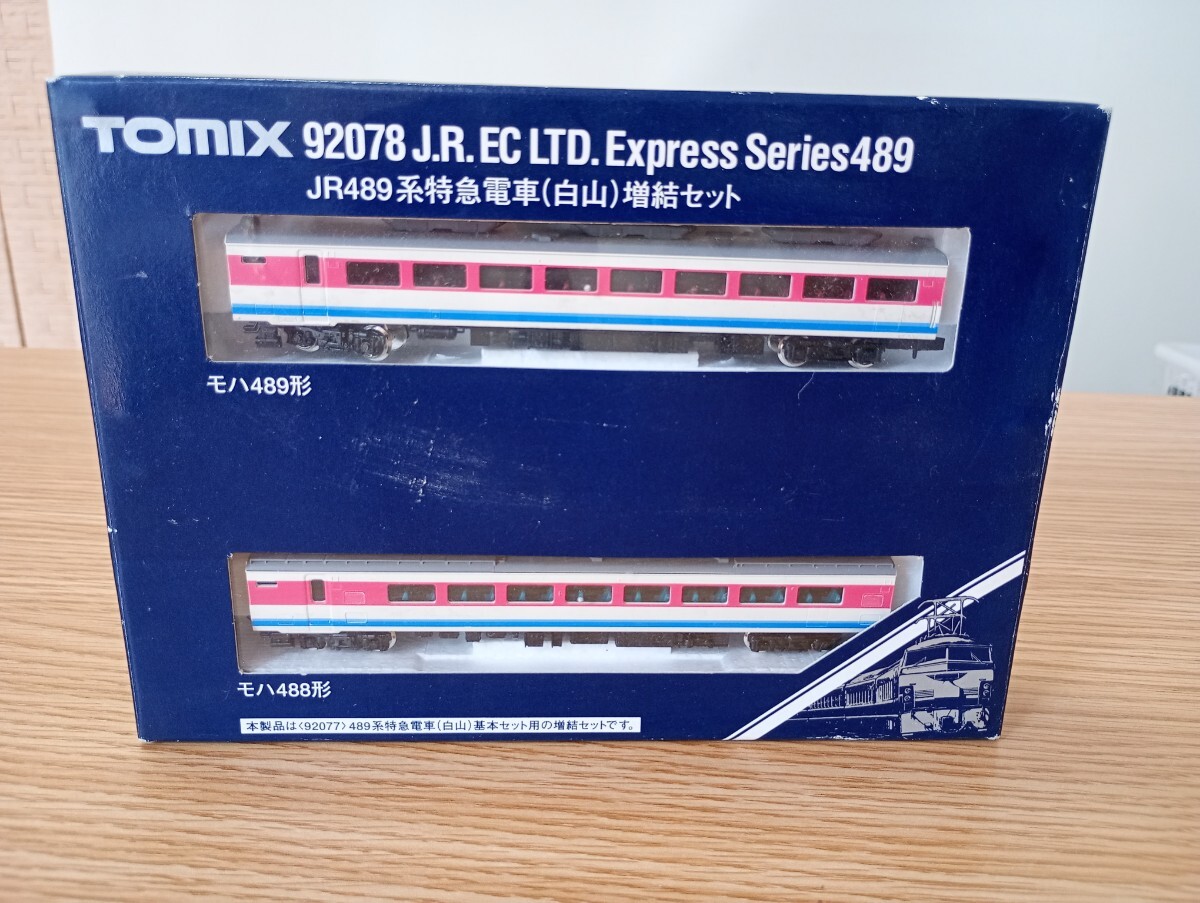 TOMIX 92078 J.R. EC LTD. Express Series489
JR489系特急電車(白山)増結セット
モハ489形
モハ488形
本製品は〈92077〉489系特急電車(白山)基本セット用の増結セットです。